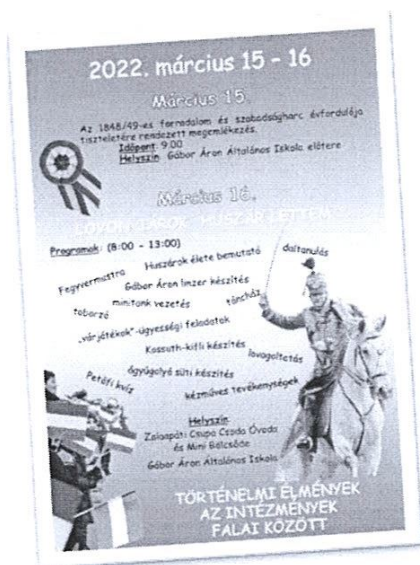 2022. március 15 - 16
Március 15.
Az 1848/49-es forradalom és szabadságharc évfordulója
tiszteletére rendezett megemlékezés.
Időpont: 9:00
Helyszín: Gábor Áron Általános Iskola előtere
Március 16.
LETTEM
Programok: (8:00 - 13:00)
Huszárok élete bemutató
daltanulás
Fegyvermustra
Gábor Áron linzer készítés
toborzó
minitank vezetés
táncház
„várjátékok"-ügyességi feladatok
Kossuth-kifli készítés
lovagoltatás
Petőfi kvíz
ágyúgolyó süti készítés
kézműves tevékenységek
Helyszín:
Zalaapáti Csupa Csoda Óvoda
és Mini Bölcsőde
Gábor Áron Általános Iskola
TÖRTÉNELMI ÉLMÉNYEK
AZ INTÉZMÉNYEK
FALAI KÖZÖTT